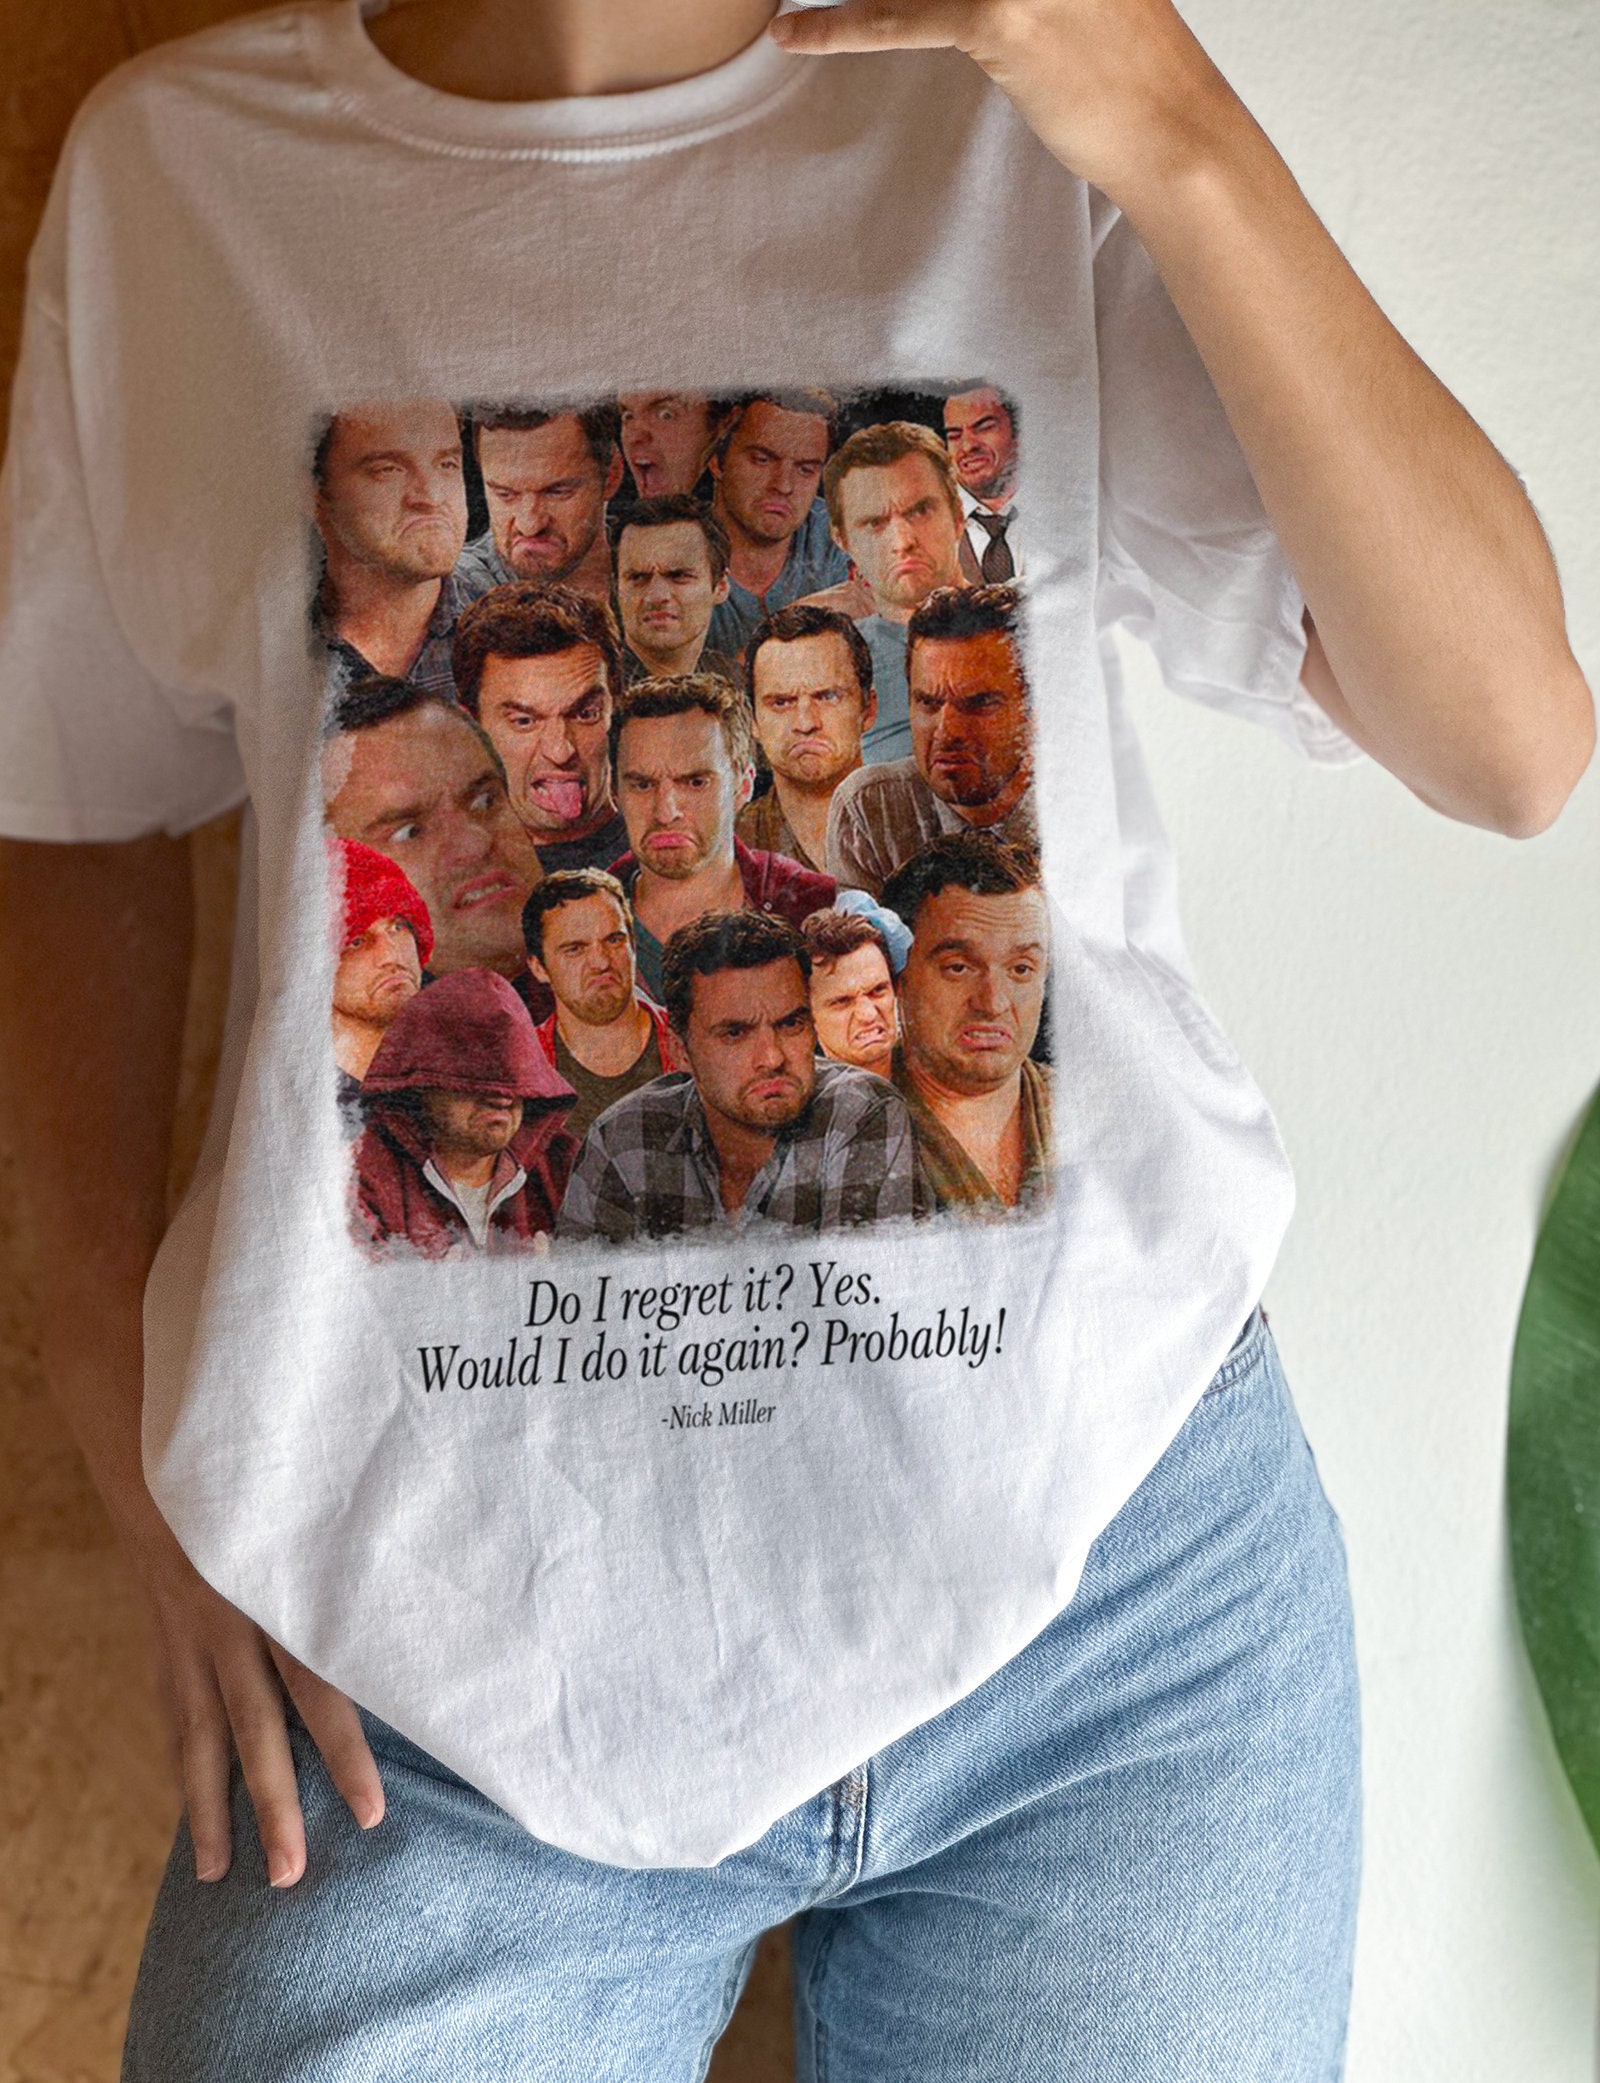 Do I regret it? Yes.
Would I do it again? Probably!
-Nick Miller